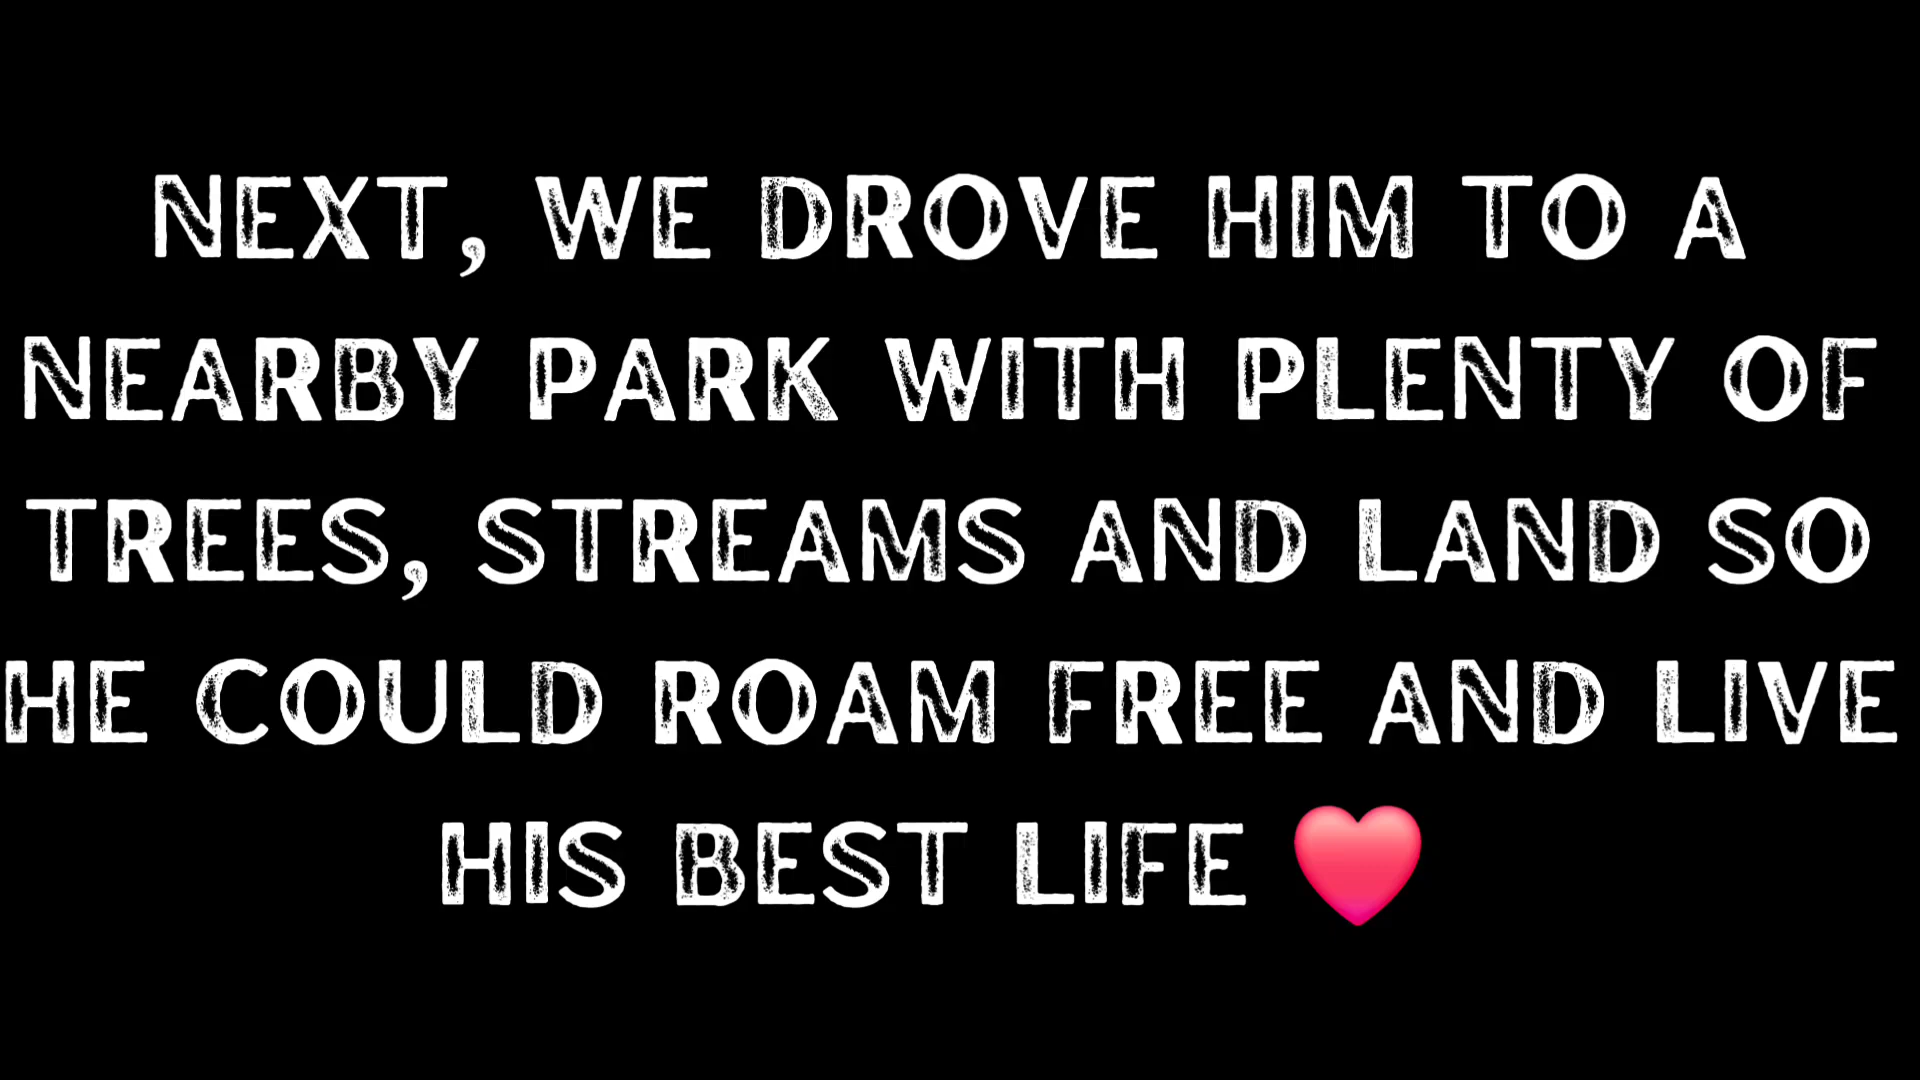 NEXT, WE DROVE HIM TO A
NEARBY PARK WITH PLENTY OF
TREES, STREAMS AND LAND SO
HE COULD ROAM FREE AND LIVE
HIS BEST LIFE ❤️